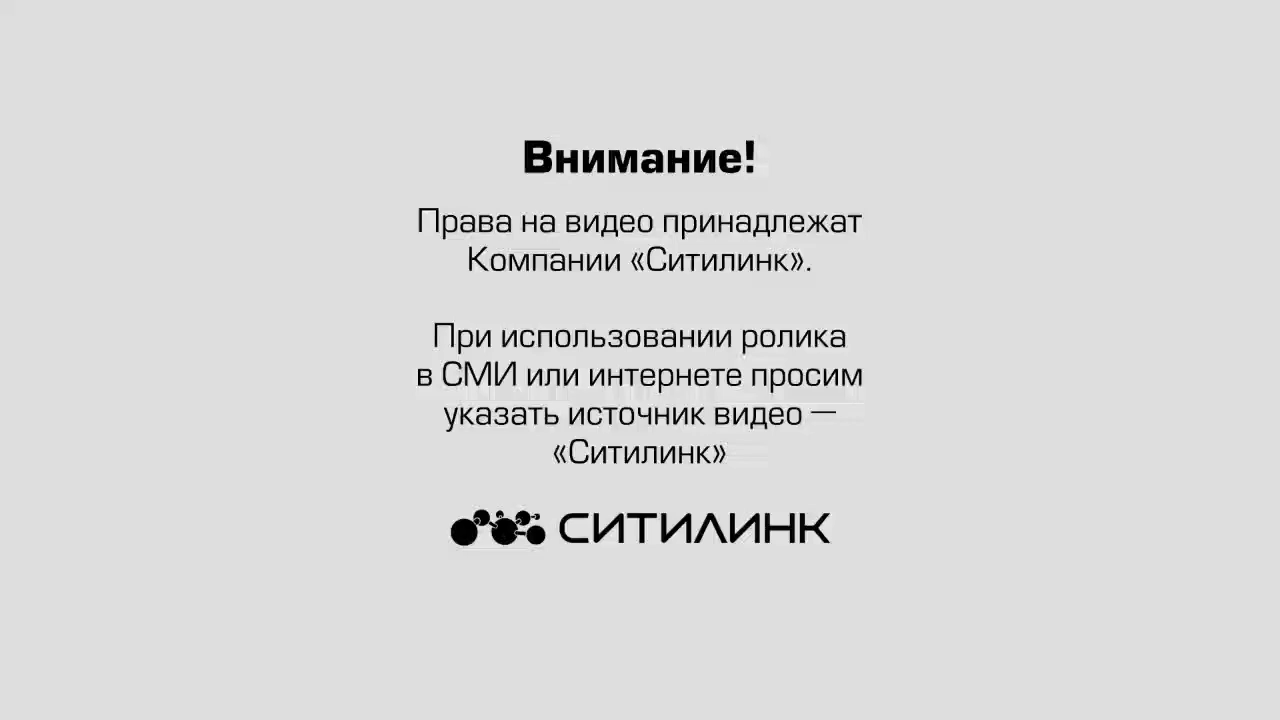 Внимание!
Права на видео принадлежат
Компании «Ситилинк».
При использовании ролика
в СМИ или интернете просим
указать источник видео —
«Ситилинк»
СИТИЛИНК